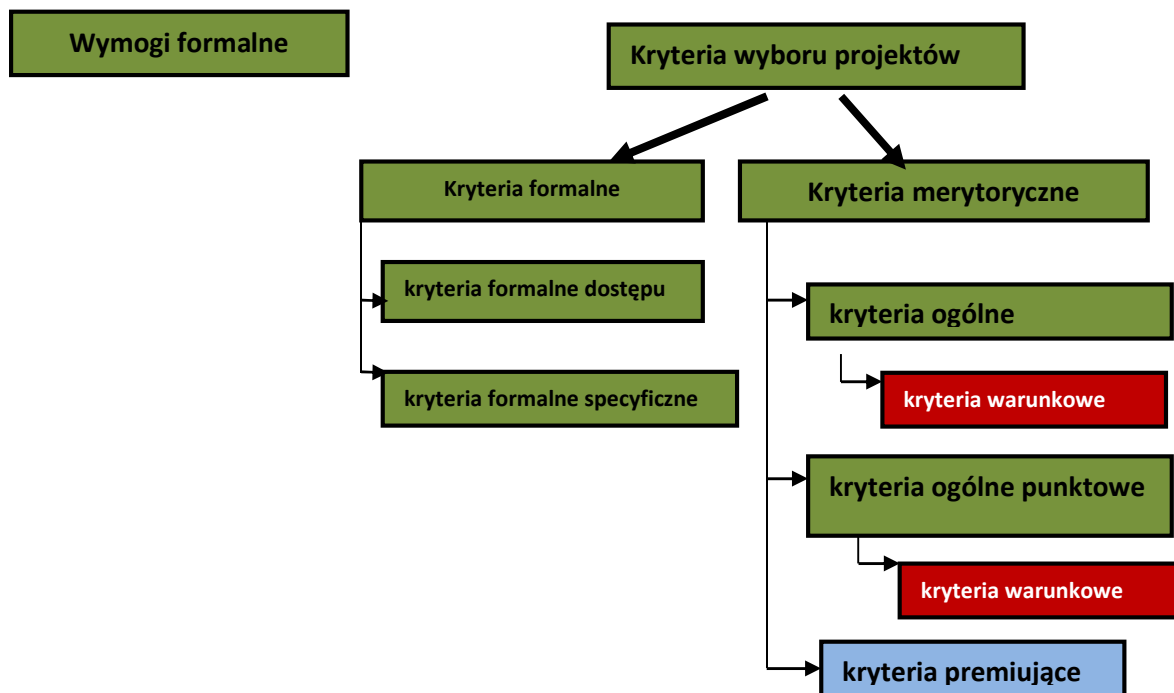 Wymogi formalne
Kryteria wyboru projektów
Kryteria formalne
Kryteria merytoryczne
kryteria formalne dostępu
kryteria formalne specyficzne
kryteria ogólne
kryteria warunkowe
kryteria ogólne punktowe
kryteria warunkowe
kryteria premiujące